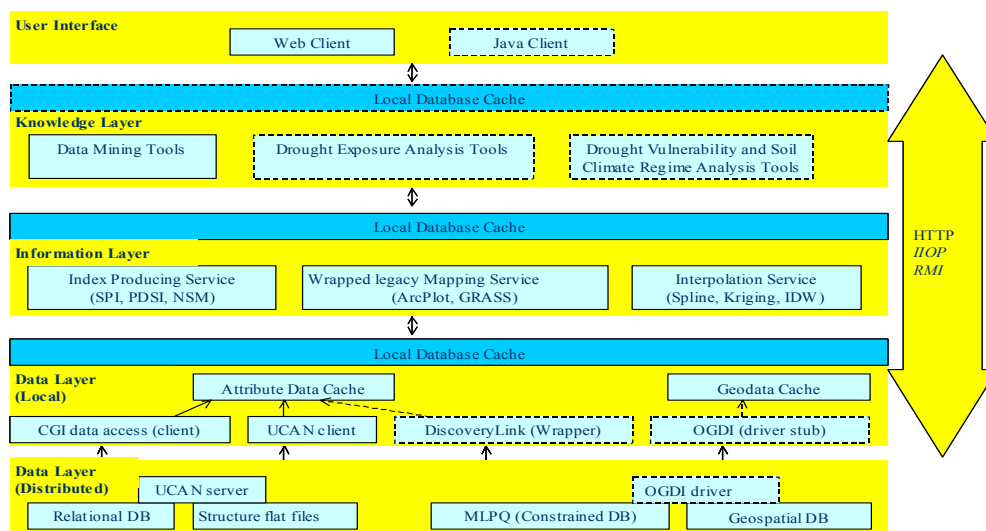 User Interface
Web Client
Java Client
Local Database Cache
Knowledge Layer
Data Mining Tools
Drought Exposure Analysis Tools
Drought Vulnerability and Soil
Climate Regime Analysis Tools
Local Database Cache
Information Layer
Index Producing Service
(SPI, PDSI, NSM)
Wrapped legacy Mapping Service
(ArcPlot, GRASS)
Interpolation Service
(Spline, Kriging, IDW)
HTTP
IIOP
RMI
Local Database Cache
Data Layer
(Local)
Attribute Data Cache
Geodata Cache
CGI data access (client)
UCAN client
DiscoveryLink (Wrapper)
OGDI (driver stub)
Data Layer
(Distributed)
UCAN server
OGDI driver
Relational DB
Structure flat files
MLPQ (Constrained DB)
Geospatial DB